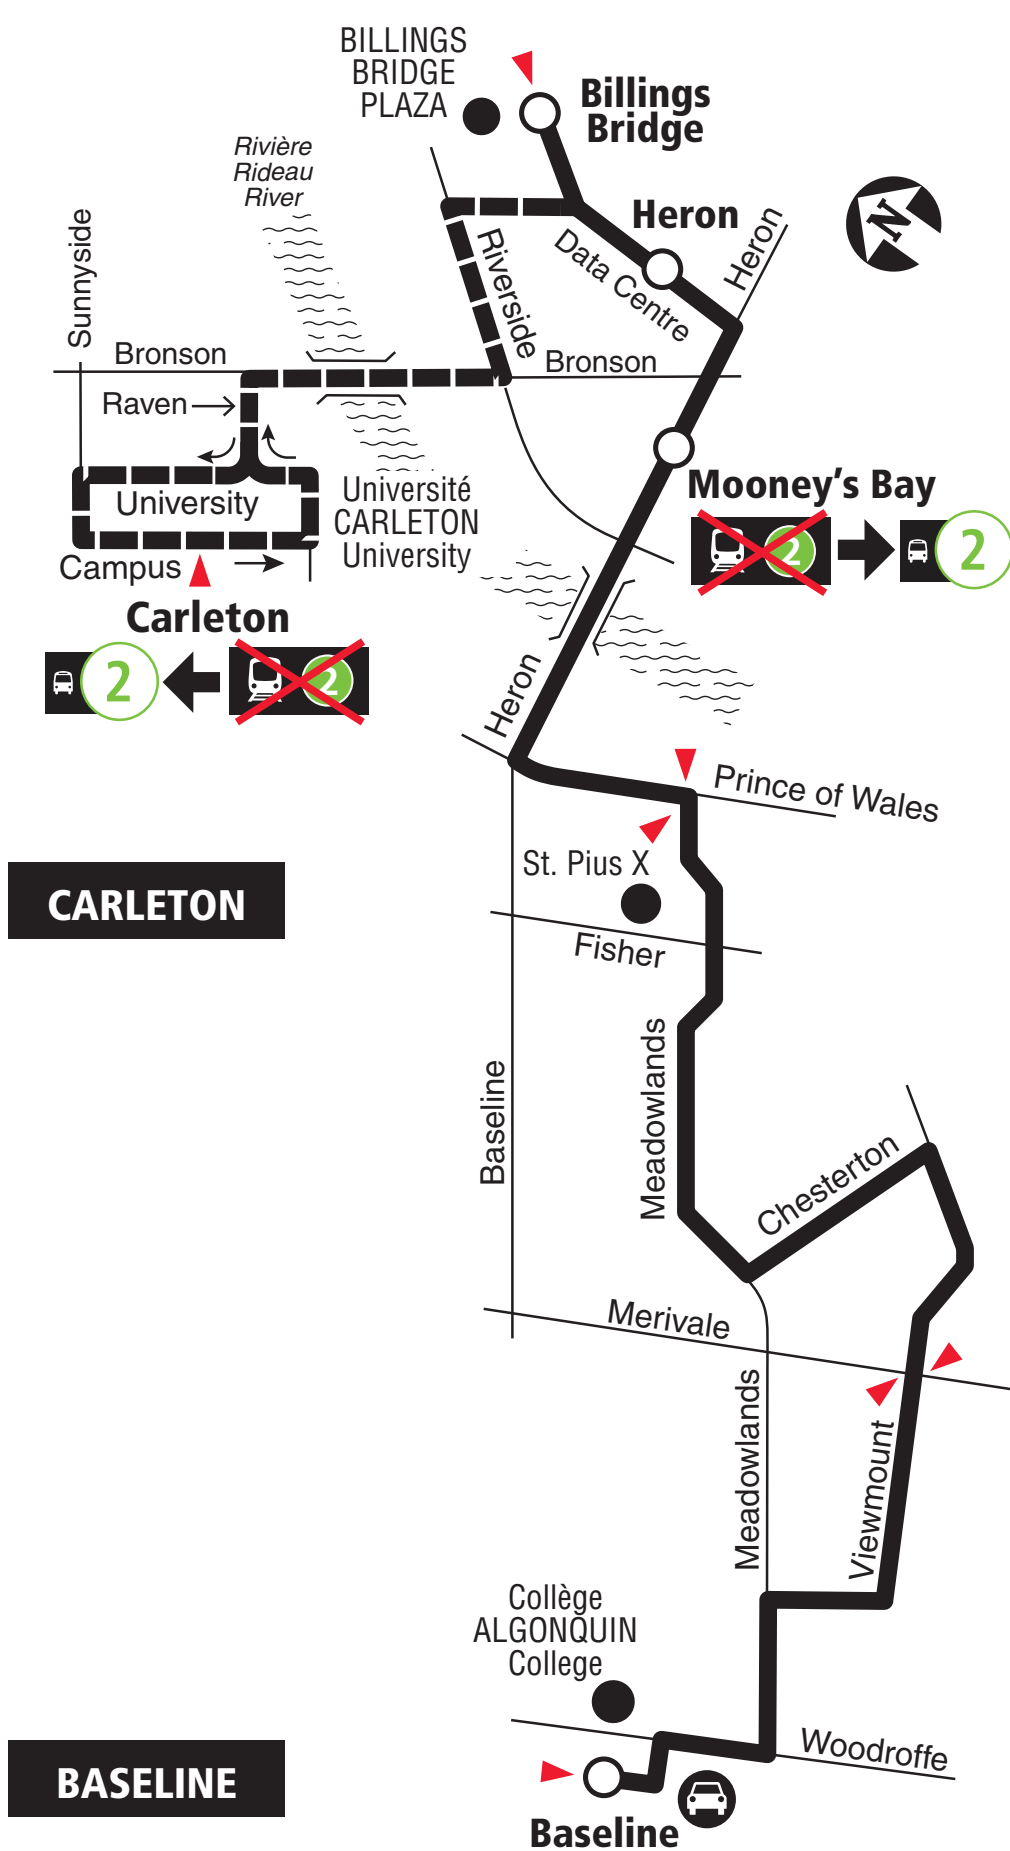 BILLINGS
BRIDGE
PLAZA
Billings
Bridge
Rivière
Rideau
River
Heron
N
Sunnyside
Riverside
Data Centre
Heron
Bronson
Bronson
Raven
University
Université
CARLETON
University
Mooney's Bay
2
2
Campus
Carleton
2
2
Heron
Prince of Wales
St. Pius X
CARLETON
Fisher
Baseline
Meadowlands
Chesterton
Merivale
Meadowlands
Viewmount
Collège
ALGONQUIN
College
Woodroffe
BASELINE
Baseline